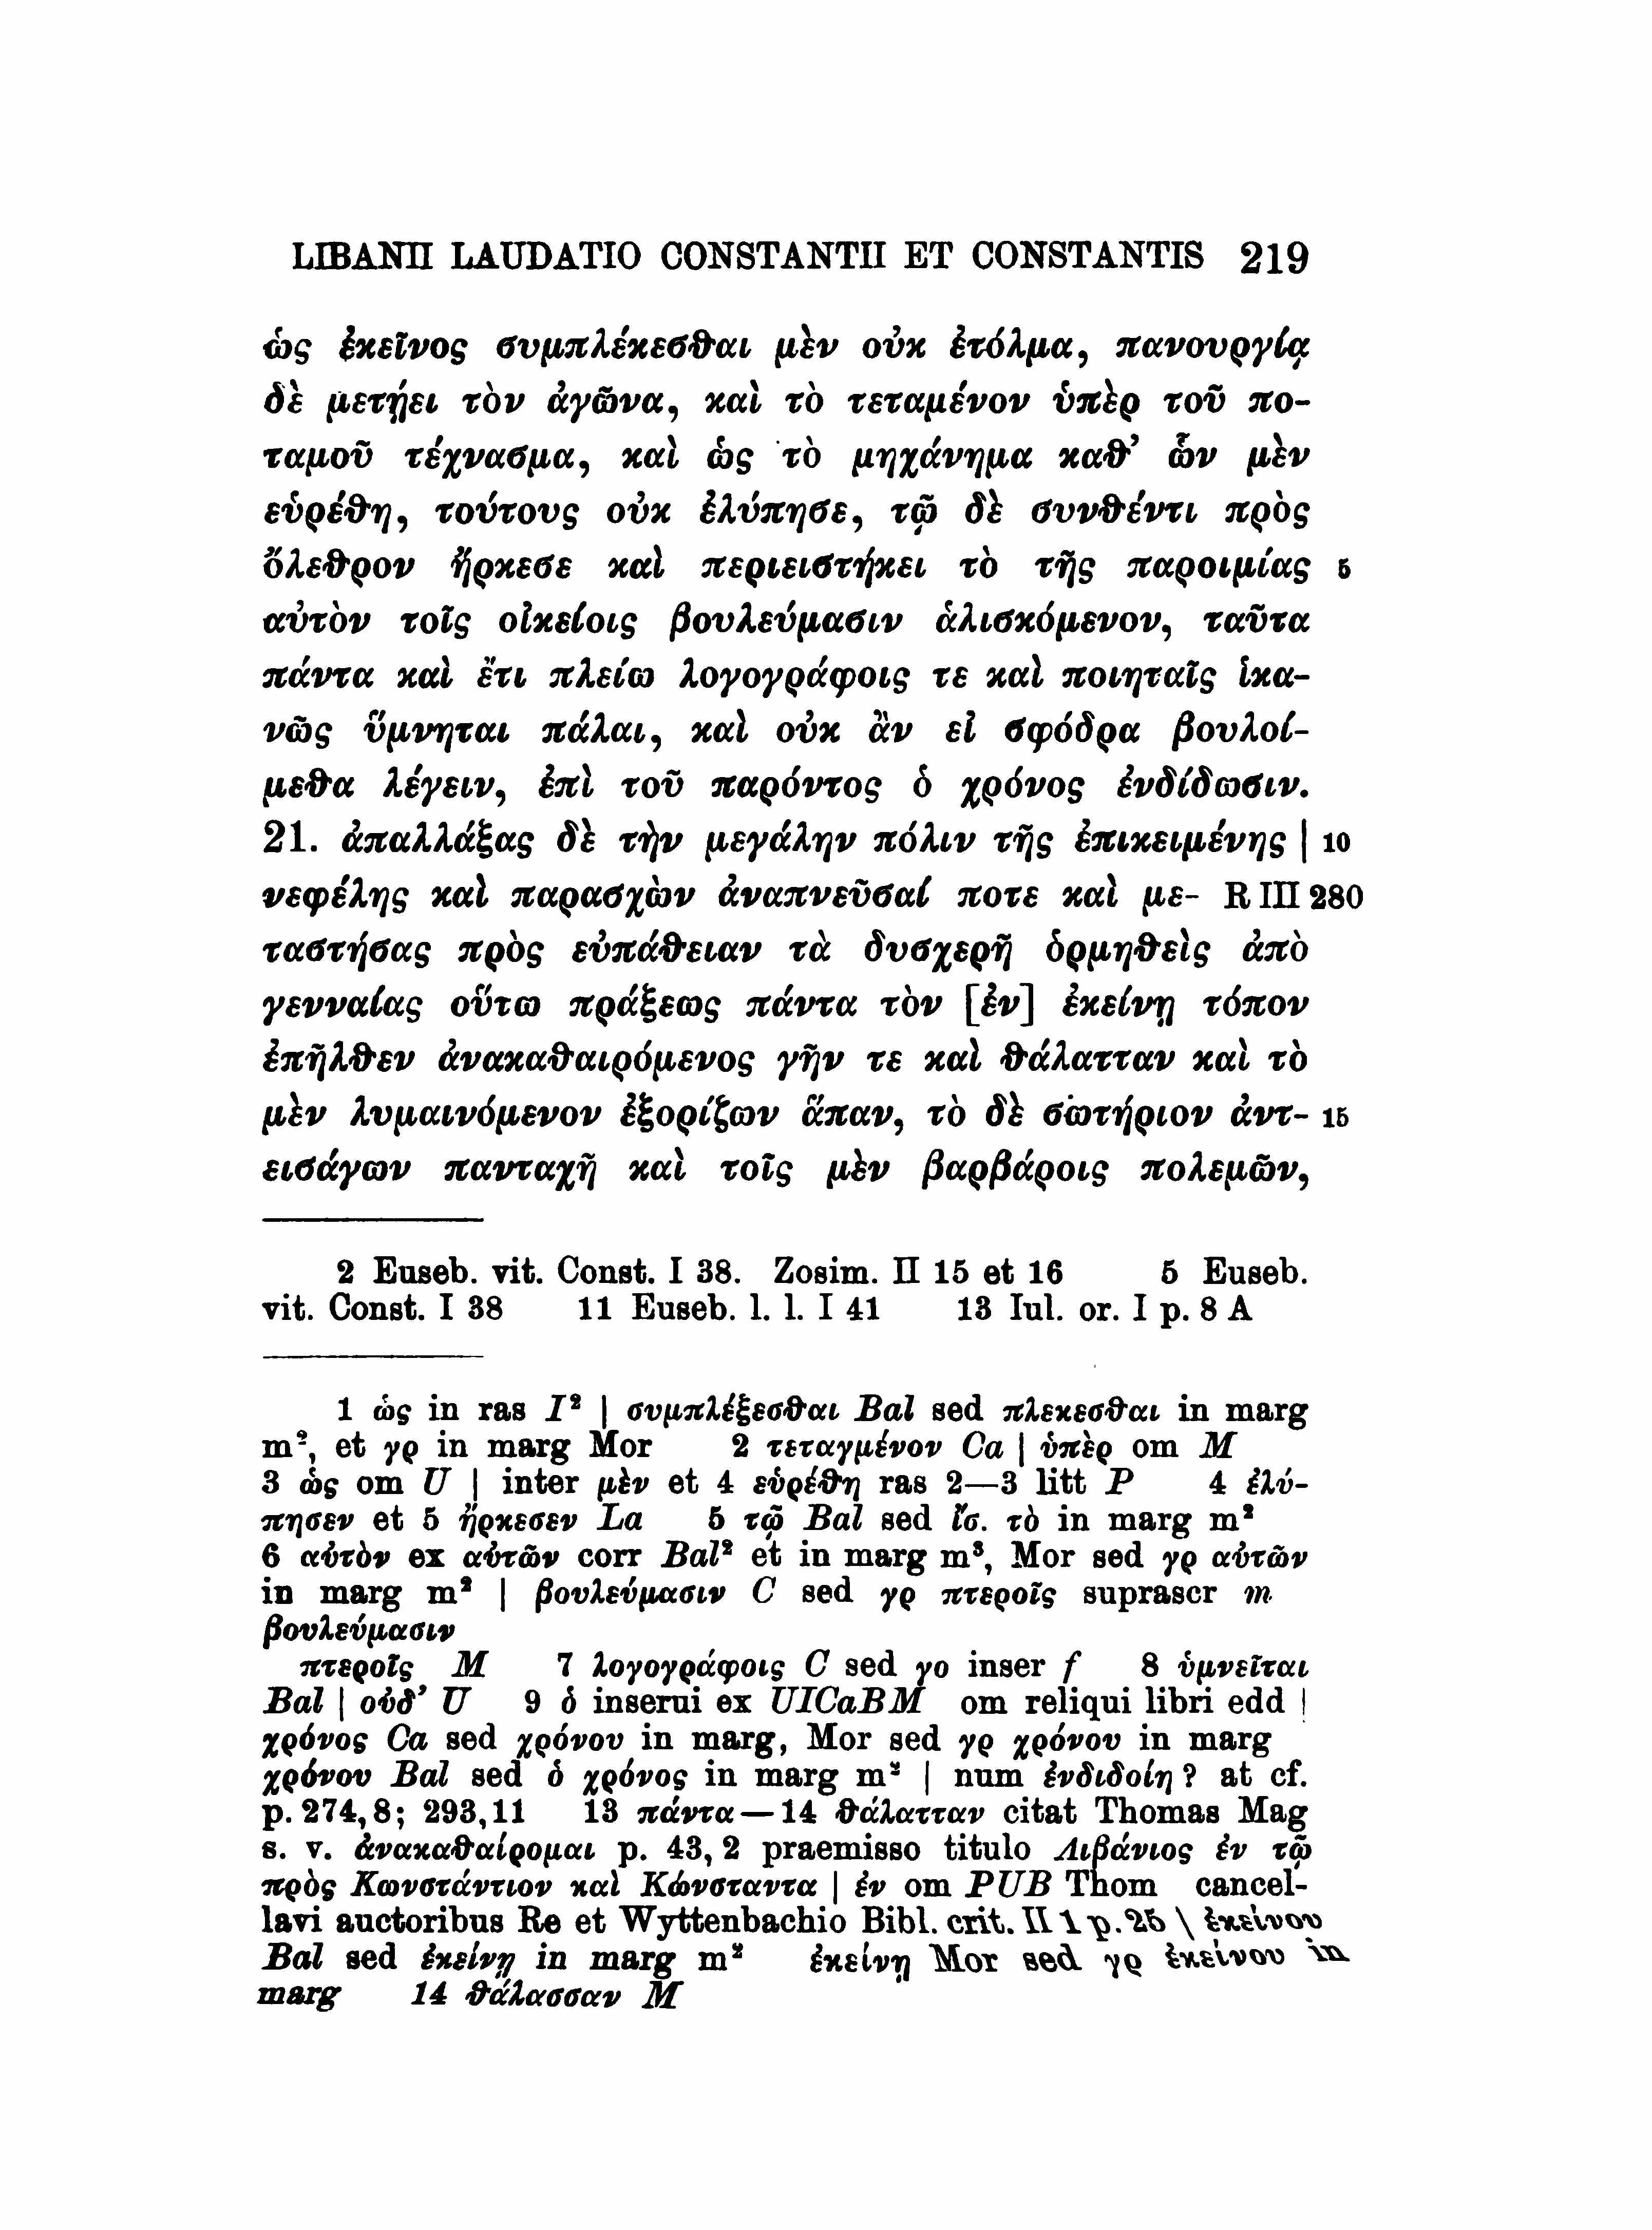 LIBANII LAUDATIO CONSTANTII ET CONSTANTIS 219
ὡς ἐκεῖνος συμπλέκεσθαι μὲν οὐκ ἐτόλμα, πανουργίᾳ
δὲ μετῄει τὸν ἀγῶνα, καὶ τὸ τεταμένον ὑπὲρ τοῦ πο-
ταμοῦ τέχνασμα, καὶ ὡς τὸ μηχάνημα καθ’ ὧν μὲν
εὑρέθη, τούτους οὐκ ἐλύπησε, τῷ δὲ συνθέντι πρὸς
ὄλεθρον ἤρκεσε καὶ περιειστήκει τὸ τῆς παροιμίας 5
αὐτὸν τοῖς οἰκείοις βουλεύμασιν ἁλισκόμενον, ταῦτα
πάντα καὶ ἔτι πλείω λογογράφοις τε καὶ ποιηταῖς ἱκα-
νῶς ὕμνηται πάλαι, καὶ οὐκ ἂν εἰ σφόδρα βουλοί-
μεθα λέγειν, ἐπὶ τοῦ παρόντος ὁ χρόνος ἐνδίδωσιν.
21. ἀπαλλάξας δὲ τὴν μεγάλην πόλιν τῆς ἐπικειμένης | 10
νεφέλης καὶ παρασχὼν ἀναπνεῦσαί ποτε καὶ με- R III 280
ταστήσας πρὸς εὐπάθειαν τὰ δυσχερῆ ὁρμηθεὶς ἀπὸ
γενναίας οὕτω πράξεως πάντα τὸν [ἐν] ἐκείνῃ τόπον
ἐπῆλθεν ἀνακαθαιρόμενος γῆν τε καὶ θάλατταν καὶ τὸ
μὲν λυμαινόμενον ἐξορίζων ἅπαν, τὸ δὲ σωτήριον ἀντ- 15
εισάγων πανταχῆ καὶ τοῖς μὲν βαρβάροις πολεμῶν,
2 Euseb. vit. Const. I 38. Zosim. II 15 et 16 5 Euseb.
vit. Const. I 38 11 Euseb. l. l. I 41 13 Iul. or. I p. 8 A
1 ὡς in ras I² | συμπλέξεσθαι Bal sed πλεκεσθαι in marg
m², et γρ in marg Mor 2 τεταγμένον Ca | ὑπὲρ om M
3 ὡς om U | inter μὲν et 4 εὑρέθη ras 2—3 litt P 4 ἐλύ-
πησεν et 5 ἤρκεσεν La 5 τῷ Bal sed ἴσ. τὸ in marg m²
6 αὐτὸν ex αὐτῶν corr Bal² et in marg m³, Mor sed γρ αὐτῶν
in marg m² | βουλεύμασιν C sed γρ πτεροῖς suprascr m
βουλεύμασιν
πτεροῖς M 7 λογογράφοις C sed γο inser f 8 ὑμνεῖται
Bal | οὐδ’ U 9 ὁ inserui ex UICaBM om reliqui libri edd |
χρόνος Ca sed χρόνου in marg, Mor sed γρ χρόνου in marg
χρόνου Bal sed ὁ χρόνος in marg m² | num ἐνδιδοίη? at cf.
p. 274,8; 293,11 13 πάντα—14 θάλατταν citat Thomas Mag
s. v. ἀνακαθαίρομαι p. 43, 2 praemisso titulo Λιβάνιος ἐν τῷ
πρὸς Κωνστάντιον καὶ Κώνσταντα | ἐν om PUB Thom cancel-
lavi auctoribus Re et Wyttenbachio Bibl. crit. II 1 p. 25 | ἐκείνου
Bal sed ἐκείνῃ in marg m² ἐκείνῃ Mor sed γρ ἐκείνου in
marg 14 θάλασσαν M